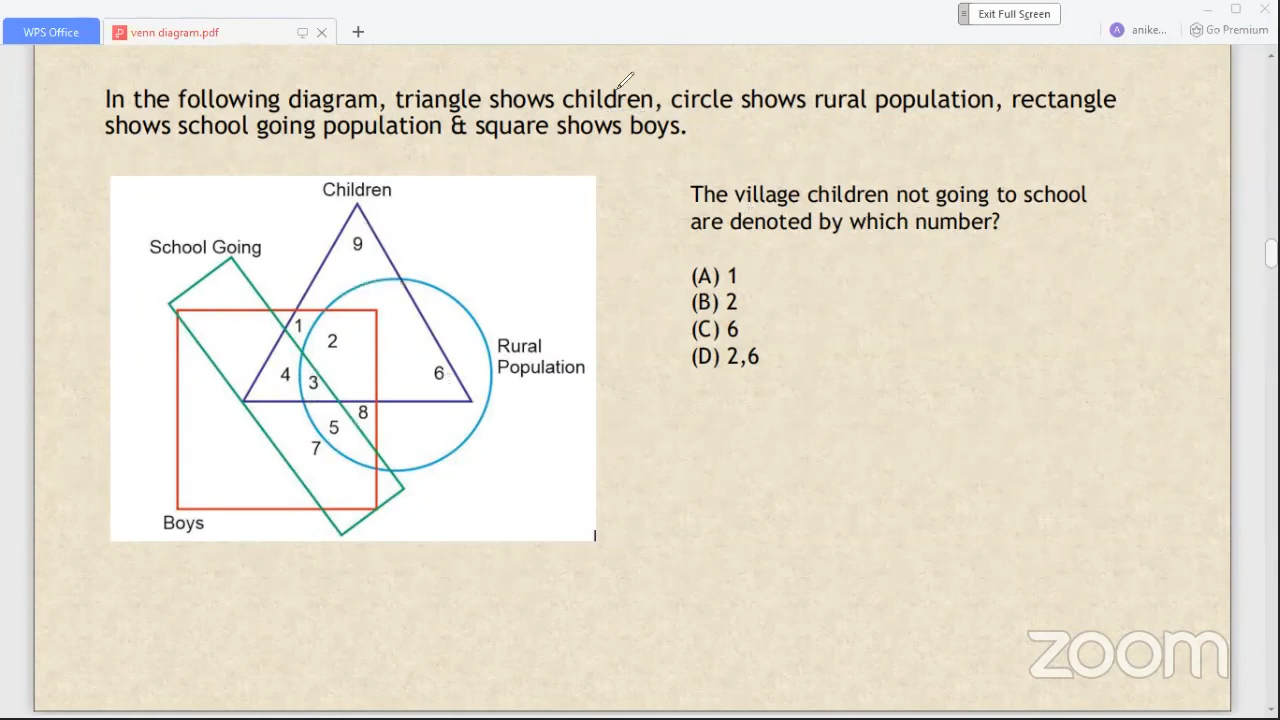 Exit Full Screen
WPS Office
venn diagram.pdf
A
anike...
Go Premium
In the following diagram, triangle shows children, circle shows rural population, rectangle
shows school going population & square shows boys.
Children
School Going
9
1
2
Rural
Population
4
3
6
8
5
7
Boys
The village children not going to school
are denoted by which number?
(A) 1
(B) 2
(C) 6
(D) 2,6
zoom